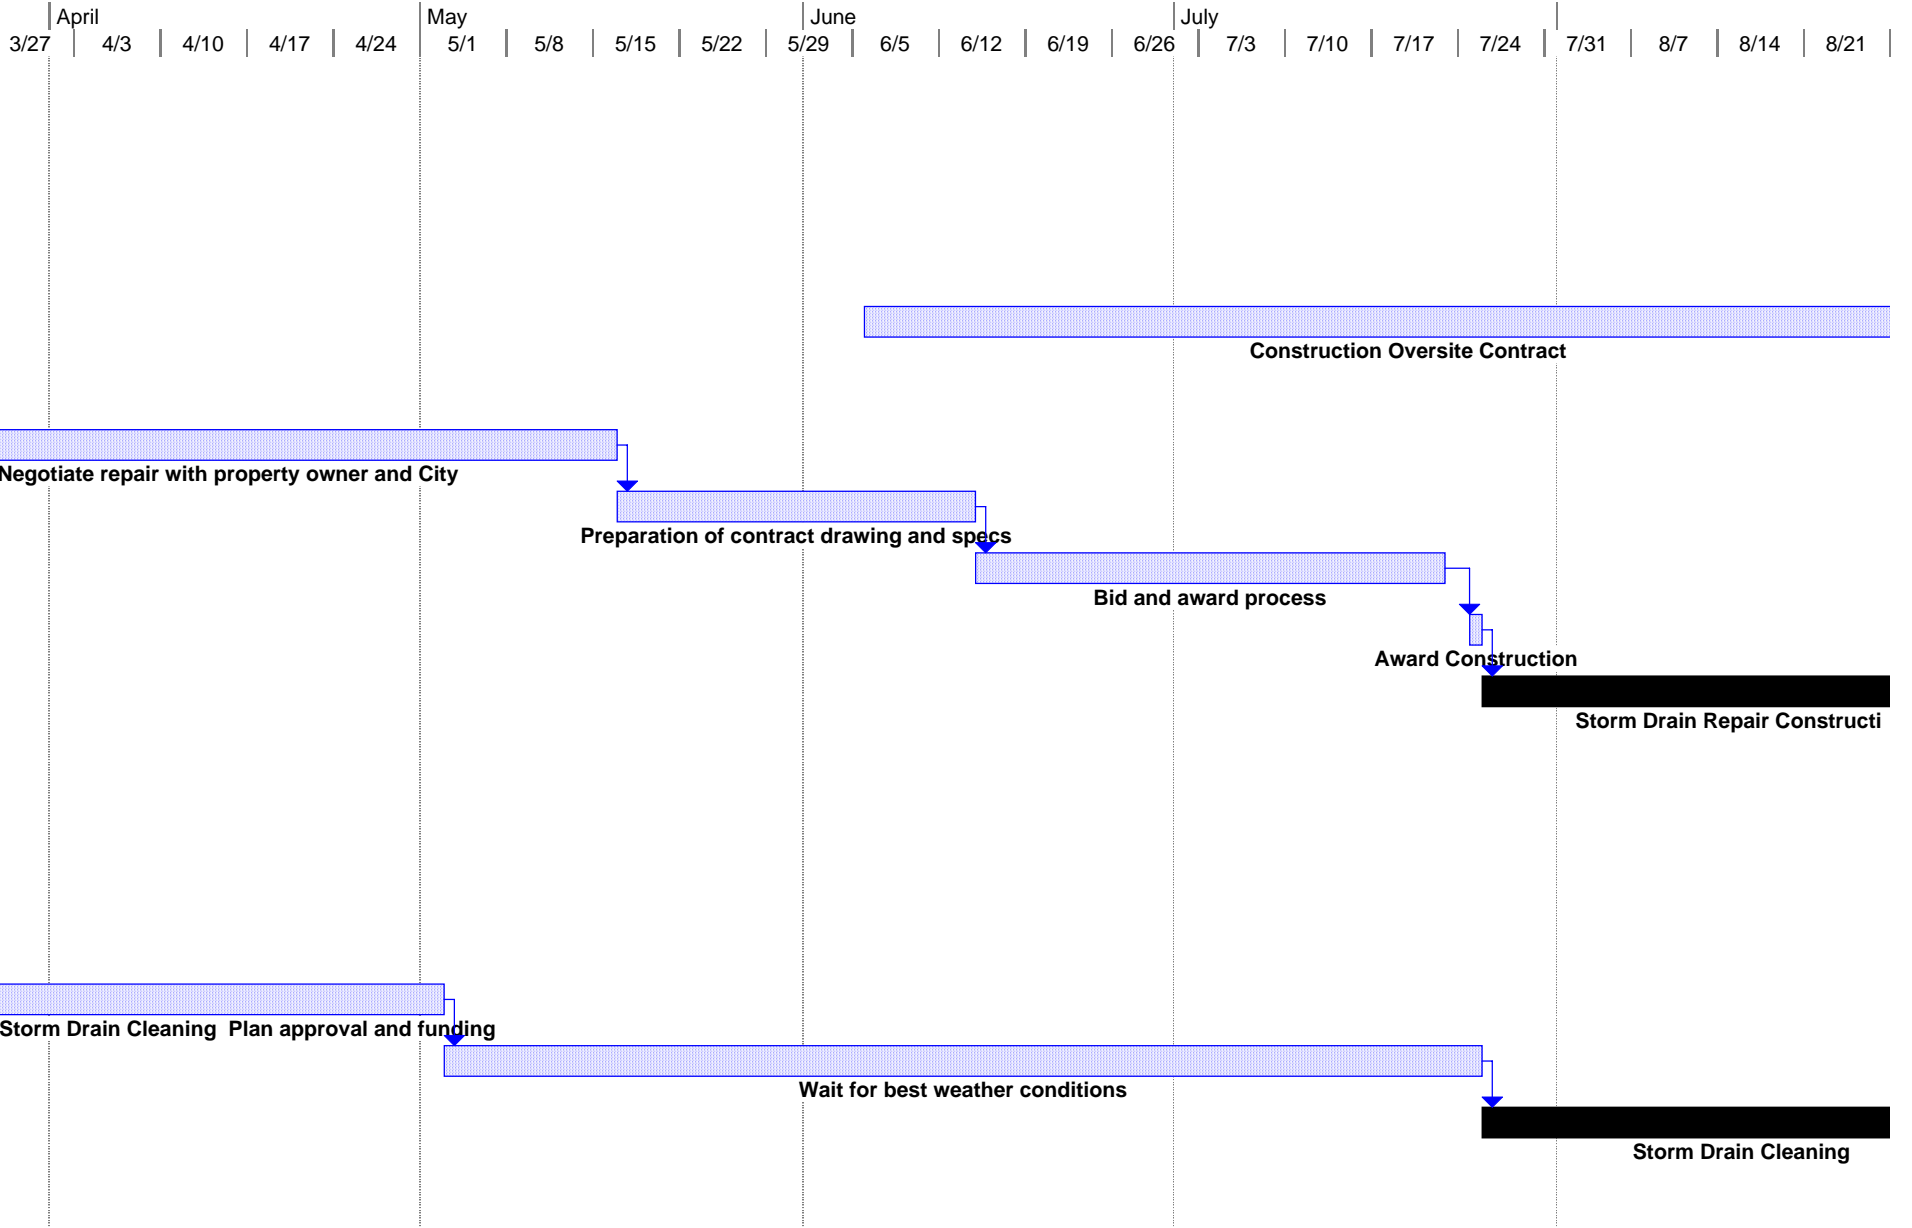 April May June July
3/27 4/3 4/10 4/17 4/24 5/1 5/8 5/15 5/22 5/29 6/5 6/12 6/19 6/26 7/3 7/10 7/17 7/24 7/31 8/7 8/14 8/21
Construction Oversite Contract
Negotiate repair with property owner and City
Preparation of contract drawing and specs
Bid and award process
Award Construction
Storm Drain Repair Constructi
Storm Drain Cleaning  Plan approval and funding
Wait for best weather conditions
Storm Drain Cleaning